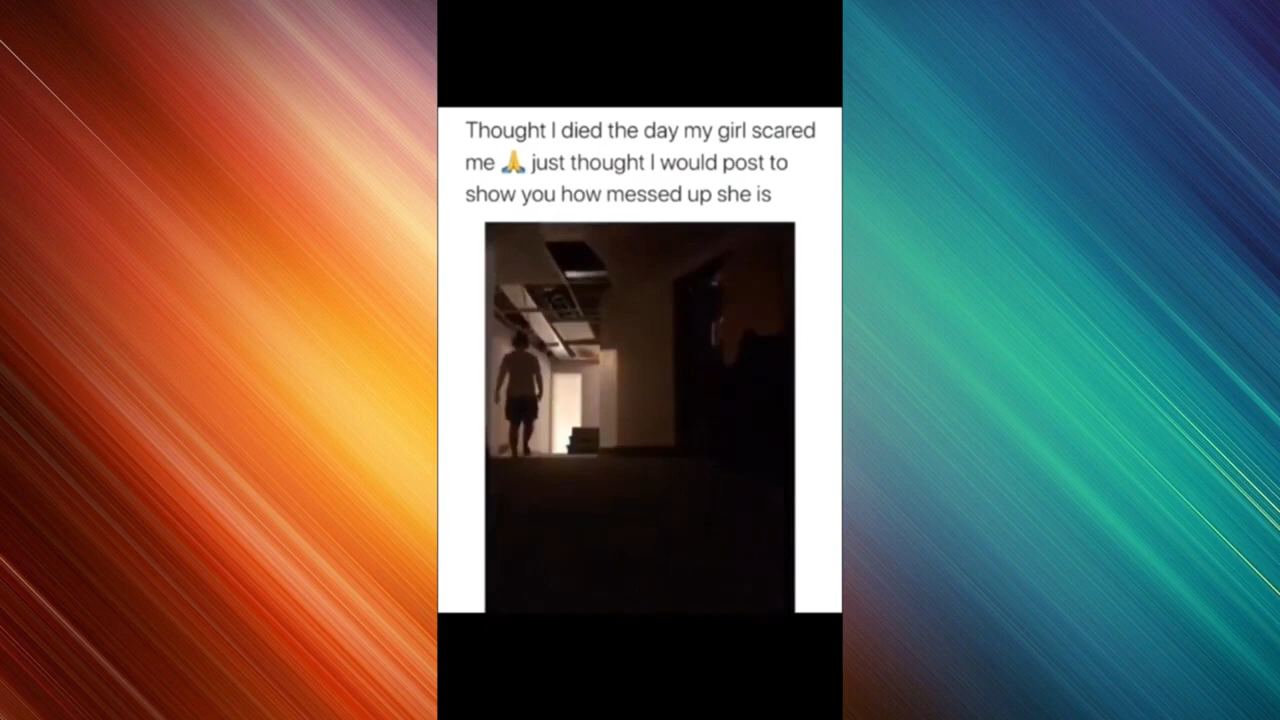 Thought I died the day my girl scared
me 🙏 just thought I would post to
show you how messed up she is